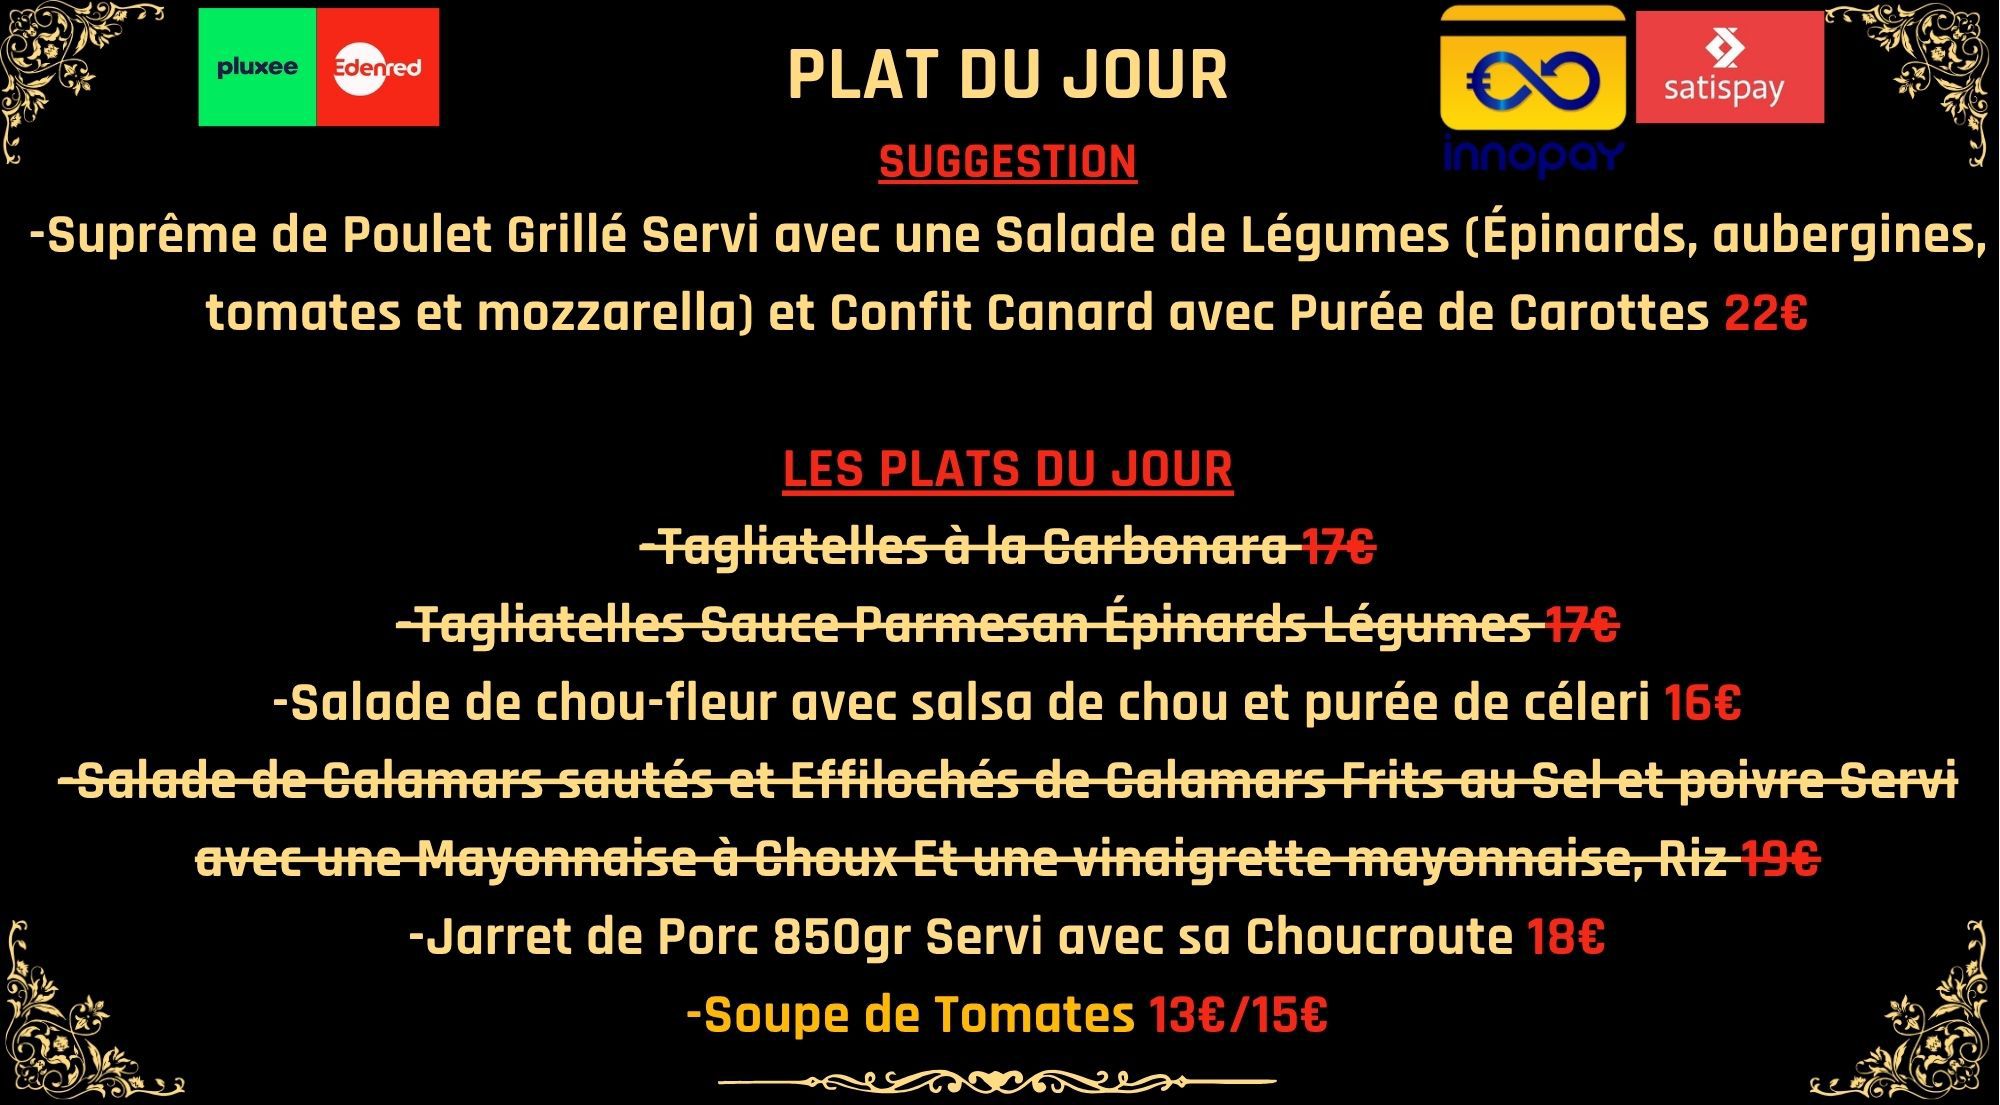 pluxee
Edenred
PLAT DU JOUR
innopay
satispay
SUGGESTION
-Suprême de Poulet Grillé Servi avec une Salade de Légumes (Épinards, aubergines,
tomates et mozzarella) et Confit Canard avec Purée de Carottes 22€
LES PLATS DU JOUR
-Tagliatelles à la Carbonara 17€
-Tagliatelles Sauce Parmesan Épinards Légumes 17€
-Salade de chou-fleur avec salsa de chou et purée de céleri 16€
-Salade de Calamars sautés et Effilochés de Calamars Frits au Sel et poivre Servi
avec une Mayonnaise à Choux Et une vinaigrette mayonnaise, Riz 19€
-Jarret de Porc 850gr Servi avec sa Choucroute 18€
-Soupe de Tomates 13€/15€